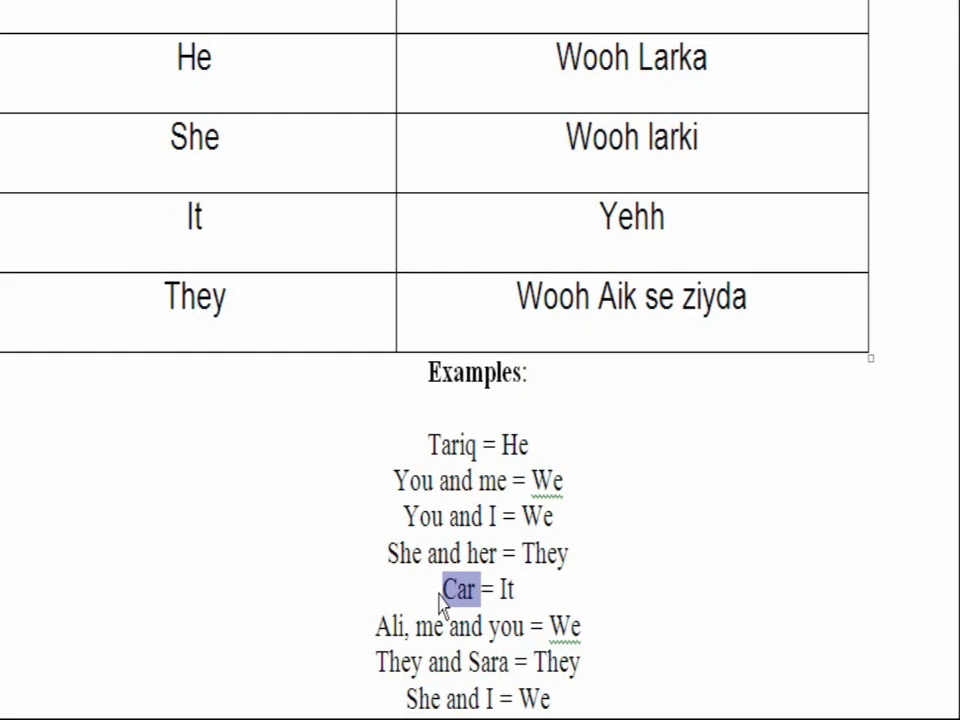 He Wooh Larka
She Wooh larki
It Yehh
They Wooh Aik se ziyda
Examples:
Tariq = He
You and me = We
You and I = We
She and her = They
Car = It
Ali, me and you = We
They and Sara = They
She and I = We